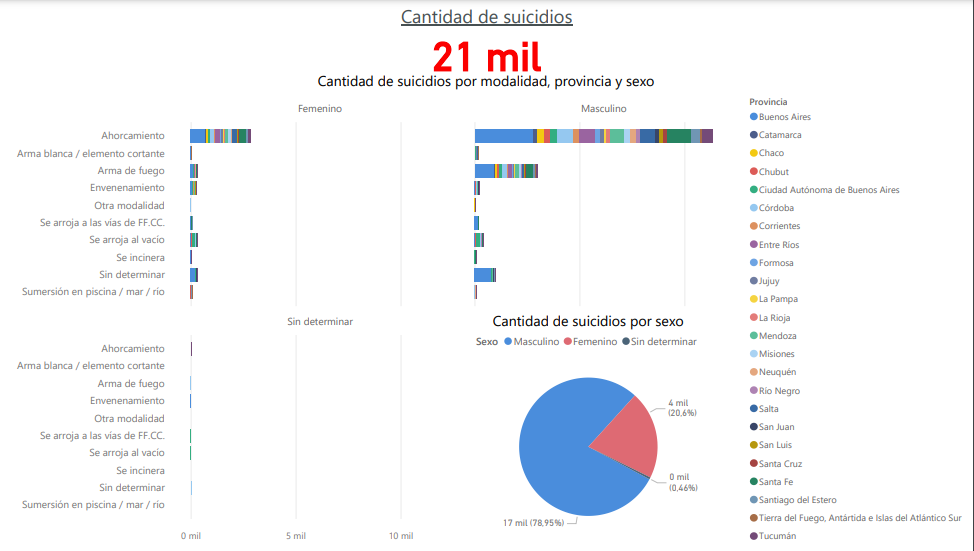 Cantidad de suicidios
21 mil
Cantidad de suicidios por modalidad, provincia y sexo
Femenino
Masculino
Ahorcamiento
Arma blanca / elemento cortante
Arma de fuego
Envenenamiento
Otra modalidad
Se arroja a las vías de FF.CC.
Se arroja al vacío
Se incinera
Sin determinar
Sumersión en piscina / mar / río
Sin determinar
Ahorcamiento
Arma blanca / elemento cortante
Arma de fuego
Envenenamiento
Otra modalidad
Se arroja a las vías de FF.CC.
Se arroja al vacío
Se incinera
Sin determinar
Sumersión en piscina / mar / río
0 mil 5 mil 10 mil
Cantidad de suicidios por sexo
Sexo Masculino Femenino Sin determinar
4 mil
(20,6%)
0 mil
(0,46%)
17 mil (78,95%)
Provincia
Buenos Aires
Catamarca
Chaco
Chubut
Ciudad Autónoma de Buenos Aires
Córdoba
Corrientes
Entre Ríos
Formosa
Jujuy
La Pampa
La Rioja
Mendoza
Misiones
Neuquén
Río Negro
Salta
San Juan
San Luis
Santa Cruz
Santa Fe
Santiago del Estero
Tierra del Fuego, Antártida e Islas del Atlántico Sur
Tucumán